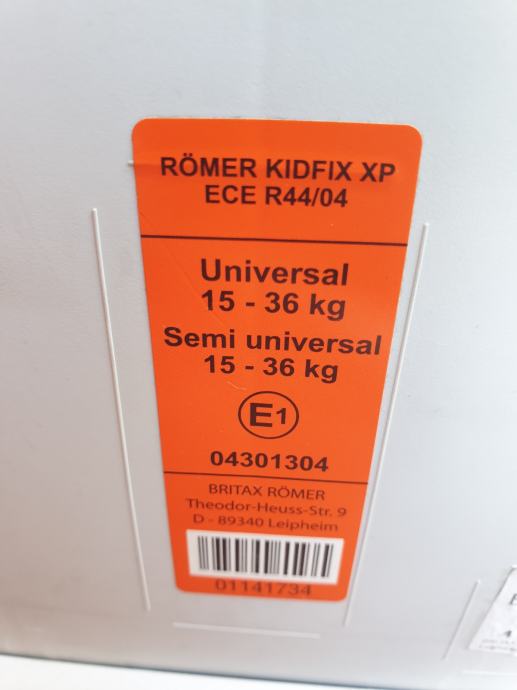 RÖMER KIDFIX XP
ECE R44/04
Universal
15 - 36 kg
Semi universal
15 - 36 kg
E1
04301304
BRITAX RÖMER
Theodor-Heuss-Str. 9
D - 89340 Leipheim
01141734